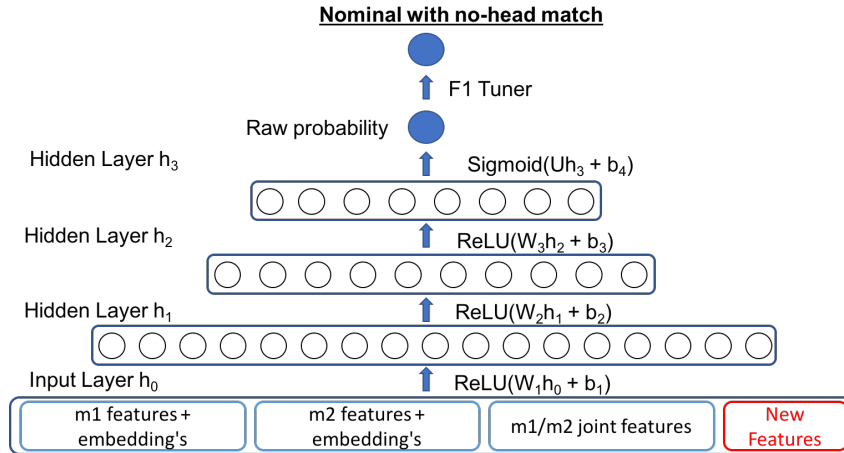 Nominal with no-head match
F1 Tuner
Raw probability
Hidden Layer h₃
Sigmoid(Uh₃ + b₄)
Hidden Layer h₂
ReLU(W₃h₂ + b₃)
Hidden Layer h₁
ReLU(W₂h₁ + b₂)
Input Layer h₀
ReLU(W₁h₀ + b₁)
m1 features +
embedding's
m2 features +
embedding's
m1/m2 joint features
New
Features